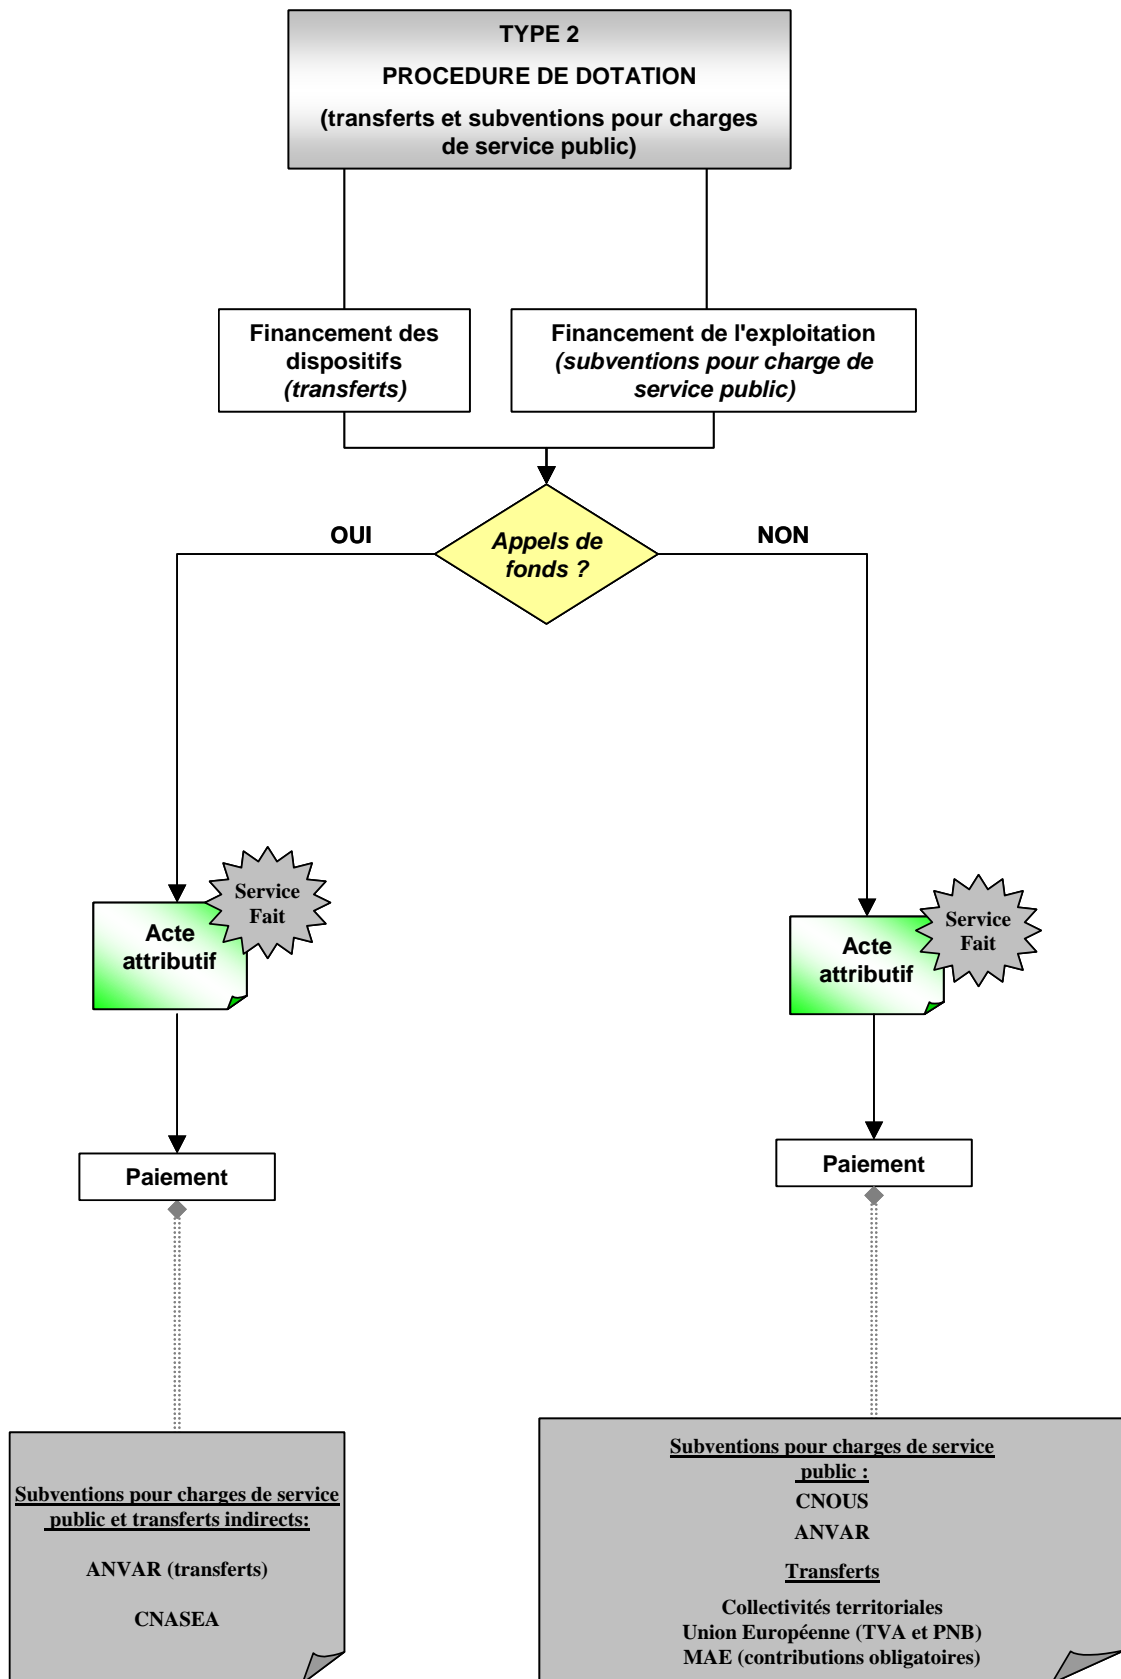 TYPE 2
PROCEDURE DE DOTATION
(transferts et subventions pour charges
de service public)
Financement des
dispositifs
(transferts)
Financement de l'exploitation
(subventions pour charge de
service public)
OUI
Appels de
fonds ?
NON
Service
Fait
Acte
attributif
Service
Fait
Acte
attributif
Paiement
Paiement
Subventions pour charges de service
public et transferts indirects:
ANVAR (transferts)
CNASEA
Subventions pour charges de service
public :
CNOUS
ANVAR
Transferts
Collectivités territoriales
Union Européenne (TVA et PNB)
MAE (contributions obligatoires)